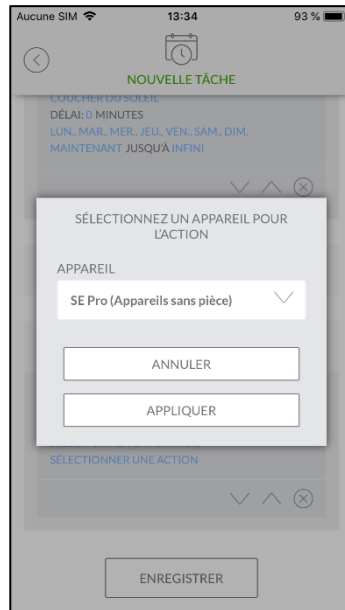 Aucune SIM 13:34 93 %
NOUVELLE TÂCHE
COUCHER DU SOLEIL
DÉLAI: 0 MINUTES
LUN., MAR., MER., JEU., VEN., SAM., DIM.
MAINTENANT JUSQU'À INFINI
SÉLECTIONNEZ UN APPAREIL POUR
L'ACTION
APPAREIL
SE Pro (Appareils sans pièce)
ANNULER
APPLIQUER
SÉLECTIONNER UNE ACTION
ENREGISTRER